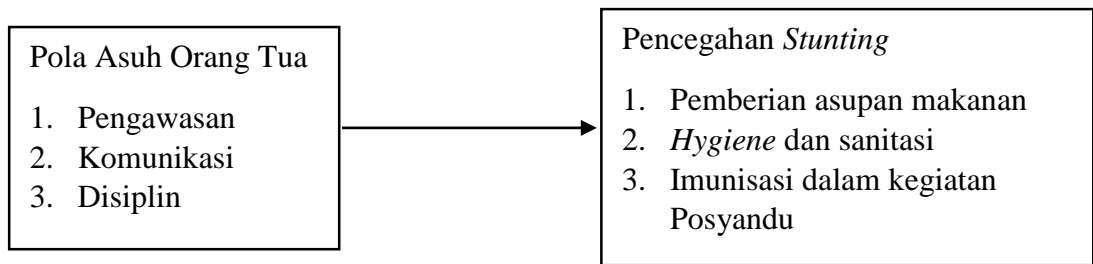 Pola Asuh Orang Tua
1. Pengawasan
2. Komunikasi
3. Disiplin
Pencegahan Stunting
1. Pemberian asupan makanan
2. Hygiene dan sanitasi
3. Imunisasi dalam kegiatan
Posyandu